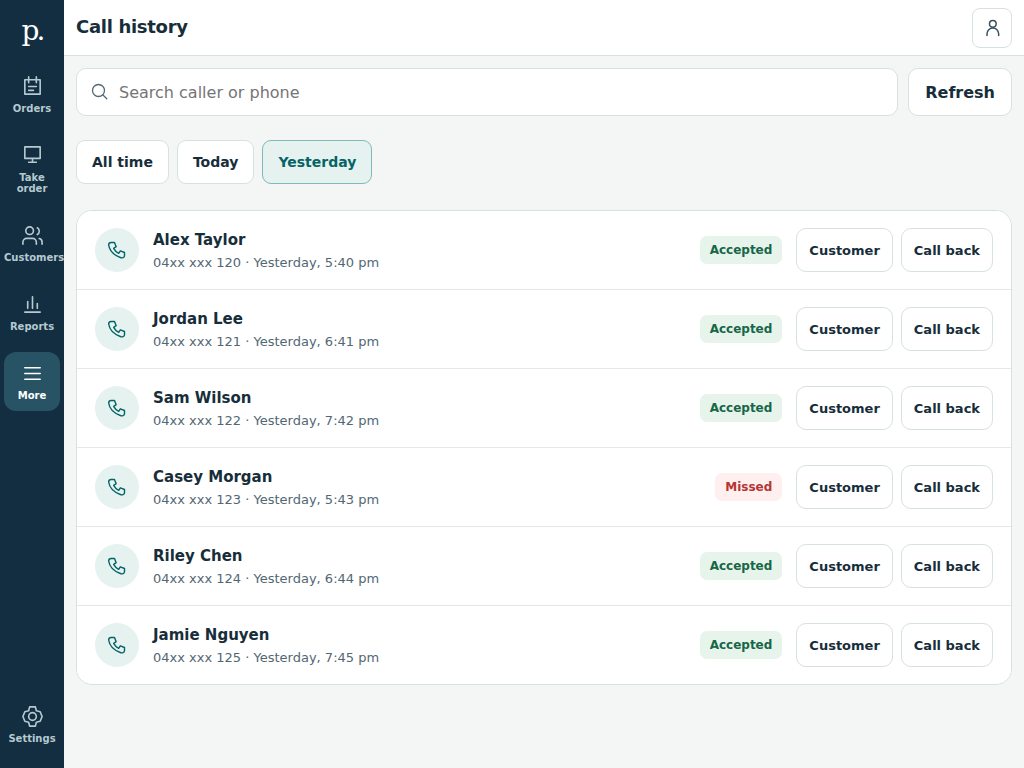 p.
Call history
Orders
Take
order
Customers
Reports
More
Settings
Search caller or phone
Refresh
All time
Today
Yesterday
Alex Taylor
04xx xxx 120 · Yesterday, 5:40 pm
Accepted
Customer
Call back
Jordan Lee
04xx xxx 121 · Yesterday, 6:41 pm
Accepted
Customer
Call back
Sam Wilson
04xx xxx 122 · Yesterday, 7:42 pm
Accepted
Customer
Call back
Casey Morgan
04xx xxx 123 · Yesterday, 5:43 pm
Missed
Customer
Call back
Riley Chen
04xx xxx 124 · Yesterday, 6:44 pm
Accepted
Customer
Call back
Jamie Nguyen
04xx xxx 125 · Yesterday, 7:45 pm
Accepted
Customer
Call back